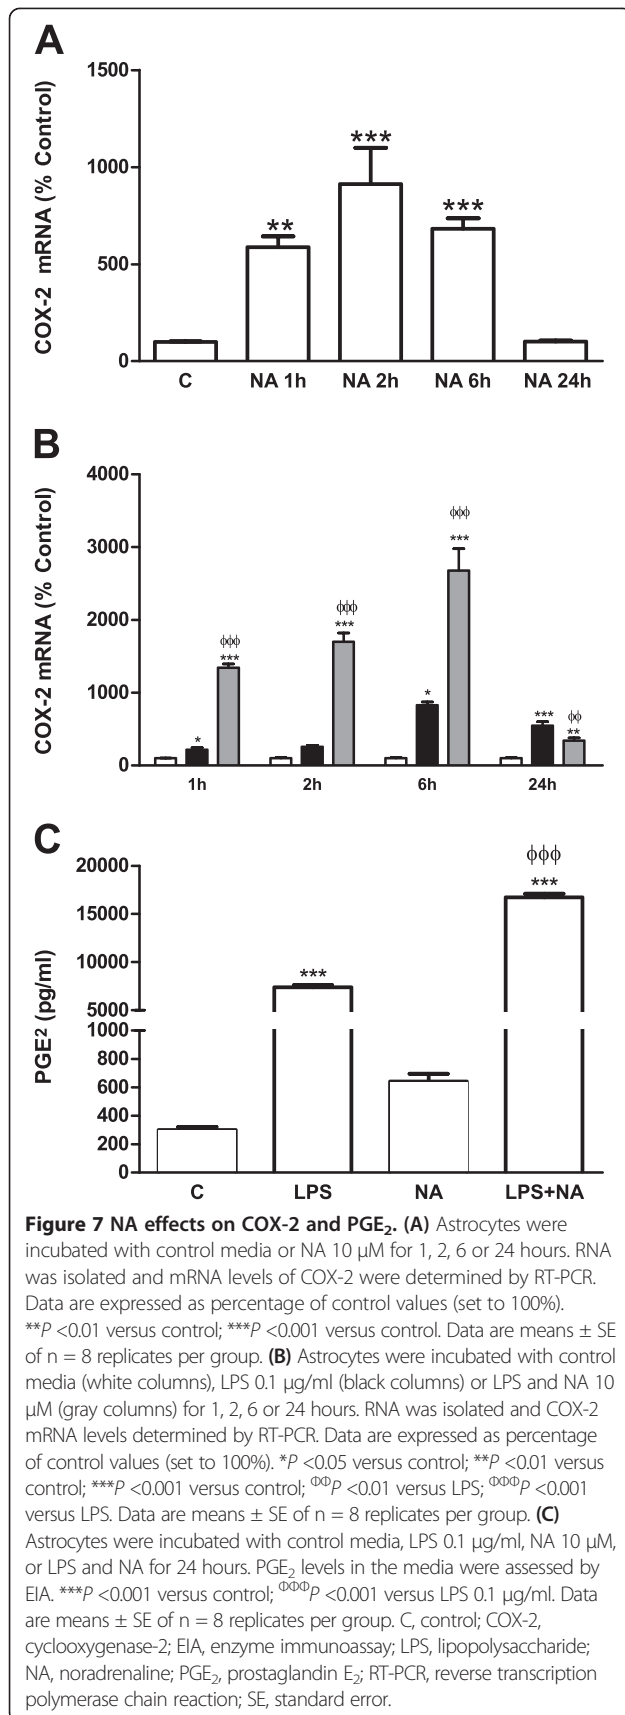 A
1500
1000
500
0
COX-2 mRNA (% Control)
**
***
***
C NA 1h NA 2h NA 6h NA 24h
B
4000
3000
2000
1000
0
COX-2 mRNA (% Control)
*
ϕϕϕ
***
ϕϕϕ
***
*
ϕϕϕ
***
***
ϕϕ
**
1h 2h 6h 24h
C
20000
15000
10000
5000
1000
800
600
400
200
0
PGE² (pg/ml)
***
ϕϕϕ
***
C LPS NA LPS+NA
Figure 7 NA effects on COX-2 and PGE₂. (A) Astrocytes were
incubated with control media or NA 10 μM for 1, 2, 6 or 24 hours. RNA
was isolated and mRNA levels of COX-2 were determined by RT-PCR.
Data are expressed as percentage of control values (set to 100%).
**P <0.01 versus control; ***P <0.001 versus control. Data are means ± SE
of n = 8 replicates per group. (B) Astrocytes were incubated with control
media (white columns), LPS 0.1 μg/ml (black columns) or LPS and NA 10
μM (gray columns) for 1, 2, 6 or 24 hours. RNA was isolated and COX-2
mRNA levels determined by RT-PCR. Data are expressed as percentage
of control values (set to 100%). *P <0.05 versus control; **P <0.01 versus
control; ***P <0.001 versus control; ΦΦP <0.01 versus LPS; ΦΦΦP <0.001
versus LPS. Data are means ± SE of n = 8 replicates per group. (C)
Astrocytes were incubated with control media, LPS 0.1 μg/ml, NA 10 μM,
or LPS and NA for 24 hours. PGE₂ levels in the media were assessed by
EIA. ***P <0.001 versus control; ΦΦΦP <0.001 versus LPS 0.1 μg/ml. Data
are means ± SE of n = 8 replicates per group. C, control; COX-2,
cyclooxygenase-2; EIA, enzyme immunoassay; LPS, lipopolysaccharide;
NA, noradrenaline; PGE₂, prostaglandin E₂; RT-PCR, reverse transcription
polymerase chain reaction; SE, standard error.